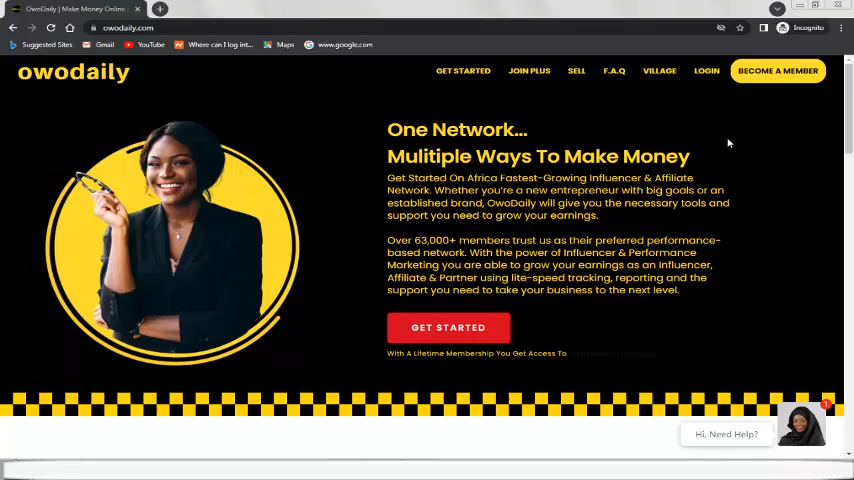 OwoDaily | Make Money Online -
owodaily.com
Incognito
Suggested Sites
Gmail
YouTube
Where can I log int...
Maps
www.google.com
owodaily
GET STARTED
JOIN PLUS
SELL
F.A.Q
VILLAGE
LOGIN
BECOME A MEMBER
One Network...
Mulitiple Ways To Make Money
Get Started On Africa Fastest-Growing Influencer & Affiliate
Network. Whether you're a new entrepreneur with big goals or an
established brand, OwoDaily will give you the necessary tools and
support you need to grow your earnings.
Over 63,000+ members trust us as their preferred performance-
based network. With the power of Influencer & Performance
Marketing you are able to grow your earnings as an Influencer,
Affiliate & Partner using lite-speed tracking, reporting and the
support you need to take your business to the next level.
GET STARTED
With A Lifetime Membership You Get Access To
Hi, Need Help?
1